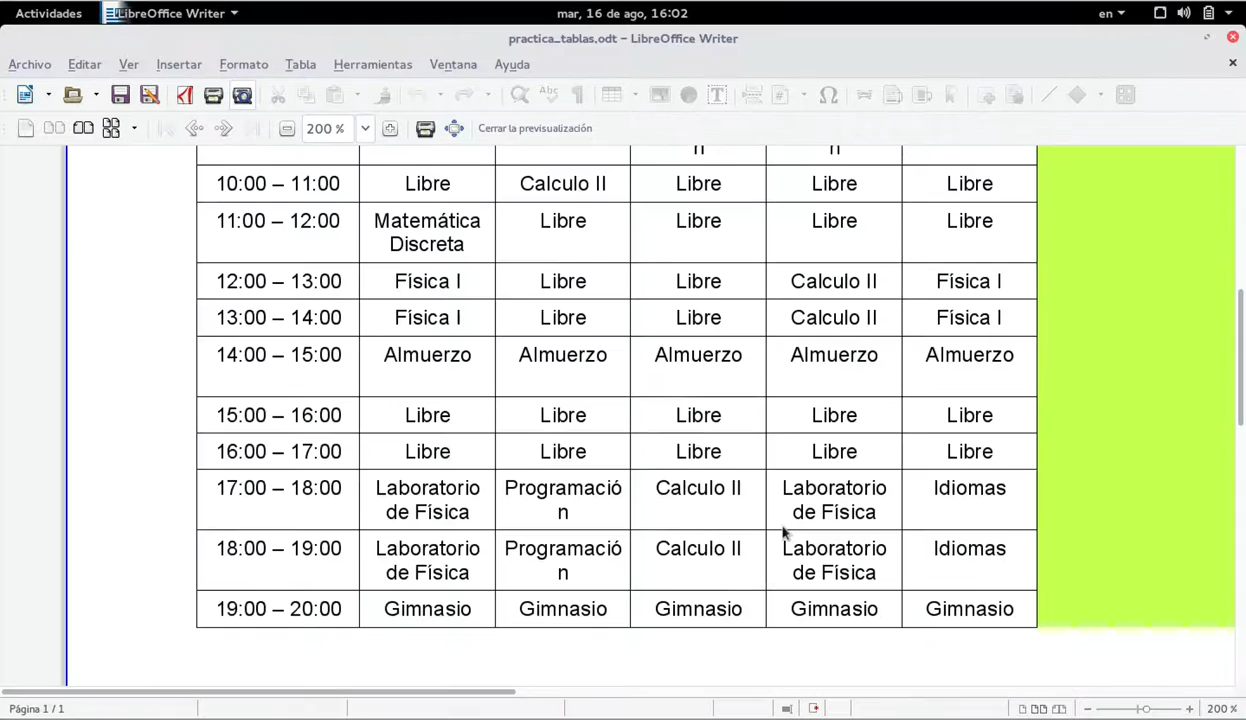 Actividades LibreOffice Writer mar, 16 de ago, 16:02 en
practica_tablas.odt – LibreOffice Writer
Archivo Editar Ver Insertar Formato Tabla Herramientas Ventana Ayuda
200 % Cerrar la previsualización
n n
10:00 – 11:00 Libre Calculo II Libre Libre Libre
11:00 – 12:00 Matemática Libre Libre Libre Libre
Discreta
12:00 – 13:00 Física I Libre Libre Calculo II Física I
13:00 – 14:00 Física I Libre Libre Calculo II Física I
14:00 – 15:00 Almuerzo Almuerzo Almuerzo Almuerzo Almuerzo
15:00 – 16:00 Libre Libre Libre Libre Libre
16:00 – 17:00 Libre Libre Libre Libre Libre
17:00 – 18:00 Laboratorio Programació Calculo II Laboratorio Idiomas
de Física n de Física
18:00 – 19:00 Laboratorio Programació Calculo II Laboratorio Idiomas
de Física n de Física
19:00 – 20:00 Gimnasio Gimnasio Gimnasio Gimnasio Gimnasio
Página 1 / 1 200 %